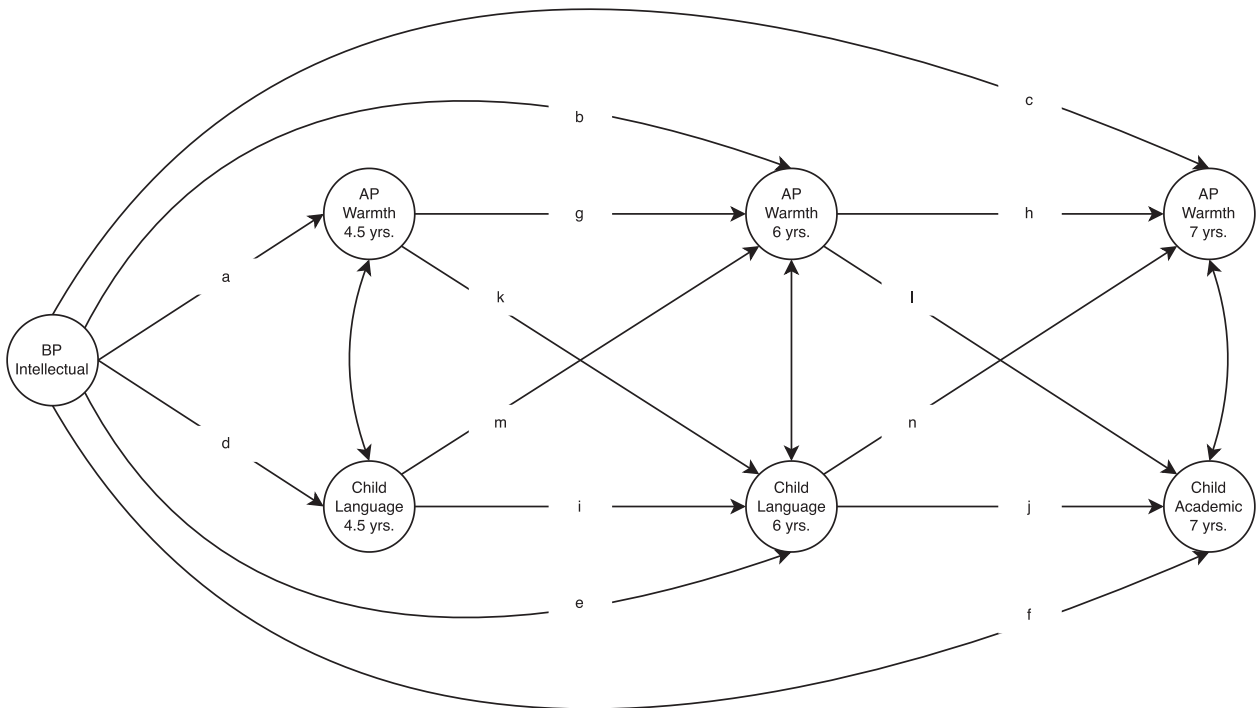 c
b
AP
Warmth
4.5 yrs.
AP
Warmth
6 yrs.
AP
Warmth
7 yrs.
g
h
a
k
l
BP
Intellectual
d
m
n
Child
Language
4.5 yrs.
Child
Language
6 yrs.
Child
Academic
7 yrs.
i
j
e
f